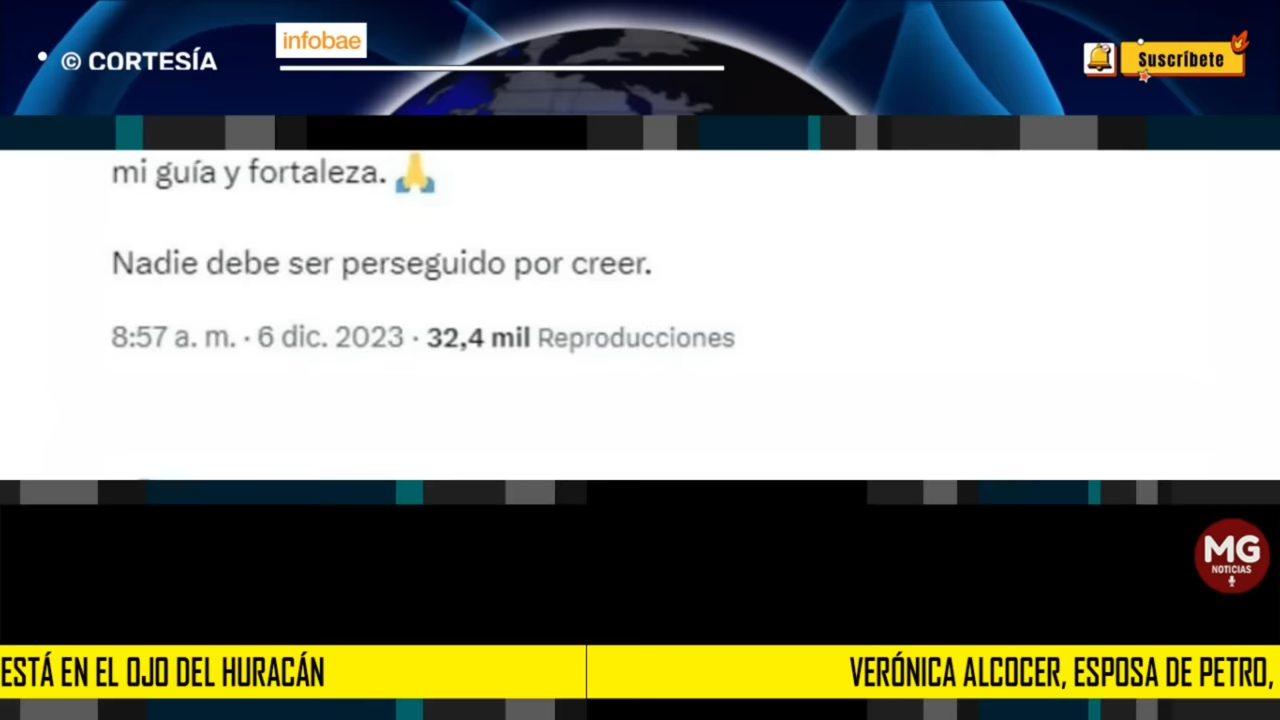 © CORTESÍA
infobae
Suscríbete
mi guía y fortaleza. 🙏
Nadie debe ser perseguido por creer.
8:57 a. m. · 6 dic. 2023 · 32,4 mil Reproducciones
MG
NOTICIAS
ESTÁ EN EL OJO DEL HURACÁN
VERÓNICA ALCOCER, ESPOSA DE PETRO,